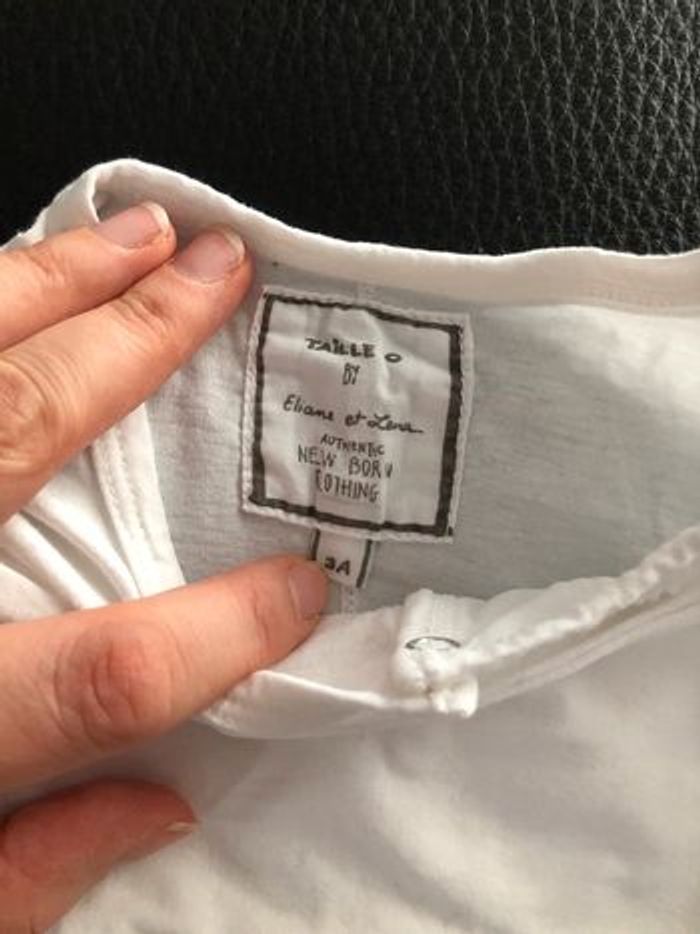 TAILLE 0
BY
Eliane et Lena
AUTHENTIC
NEW BORN
CLOTHING
3A